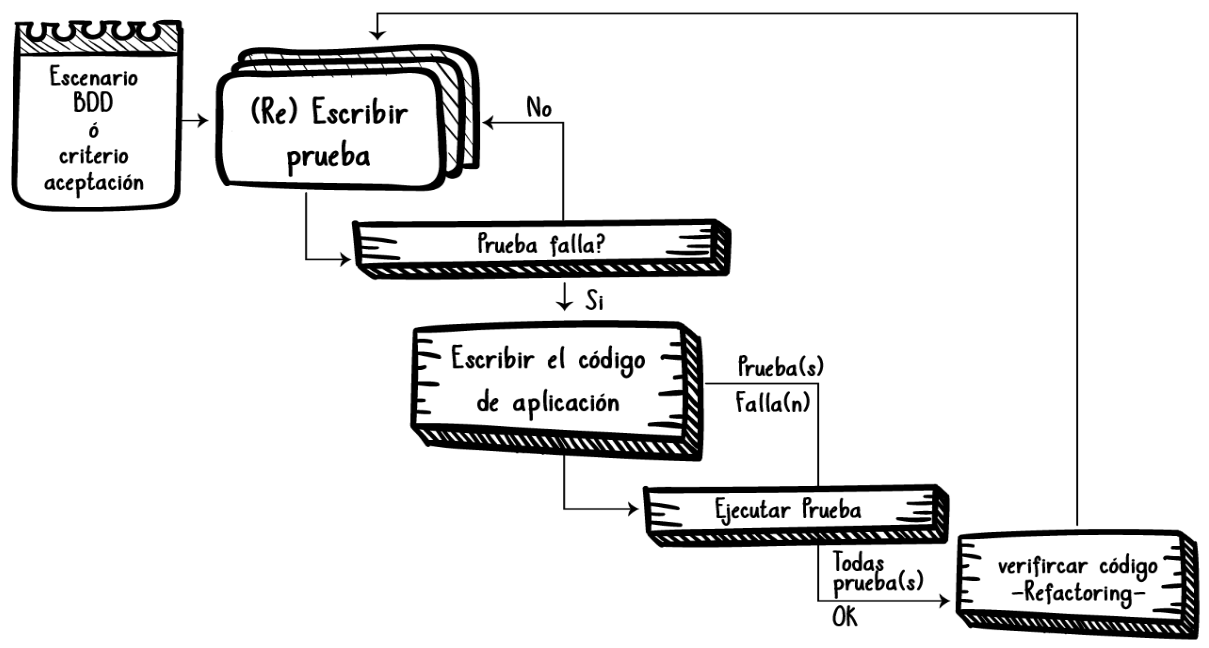 Escenario
BDD
ó
criterio
aceptación
(Re) Escribir
prueba
No
Prueba falla?
Si
Escribir el código
de aplicación
Prueba(s)
Falla(n)
Ejecutar Prueba
Todas
prueba(s)
OK
verifircar código
-Refactoring-